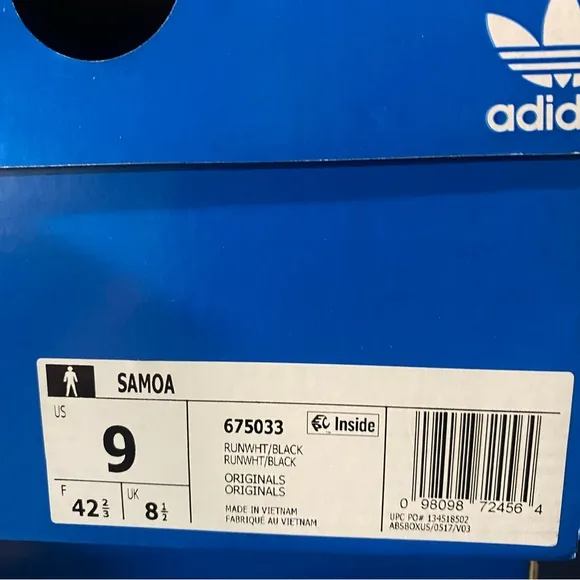 adid
SAMOA
US
9
F
42 2/3
UK
8 1/2
675033
Inside
RUNWHT/BLACK
RUNWHT/BLACK
ORIGINALS
ORIGINALS
MADE IN VIETNAM
FABRIQUÉ AU VIETNAM
0 98098 72456 4
UPC PO# 134518502
ABSBOXUS/0517/V03